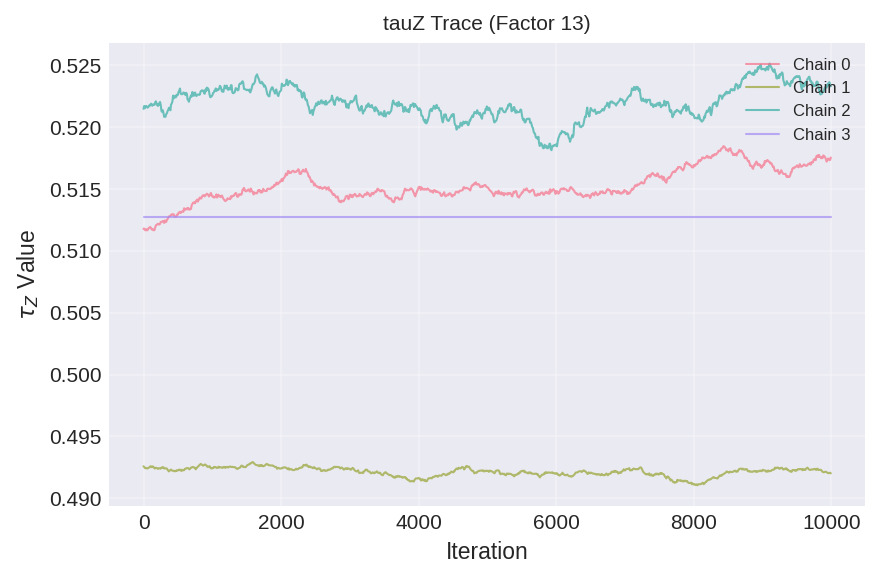 tauZ Trace (Factor 13)
0.525
0.520
0.515
0.510
0.505
0.500
0.495
0.490
τZ Value
Chain 0
Chain 1
Chain 2
Chain 3
0 2000 4000 6000 8000 10000
Iteration